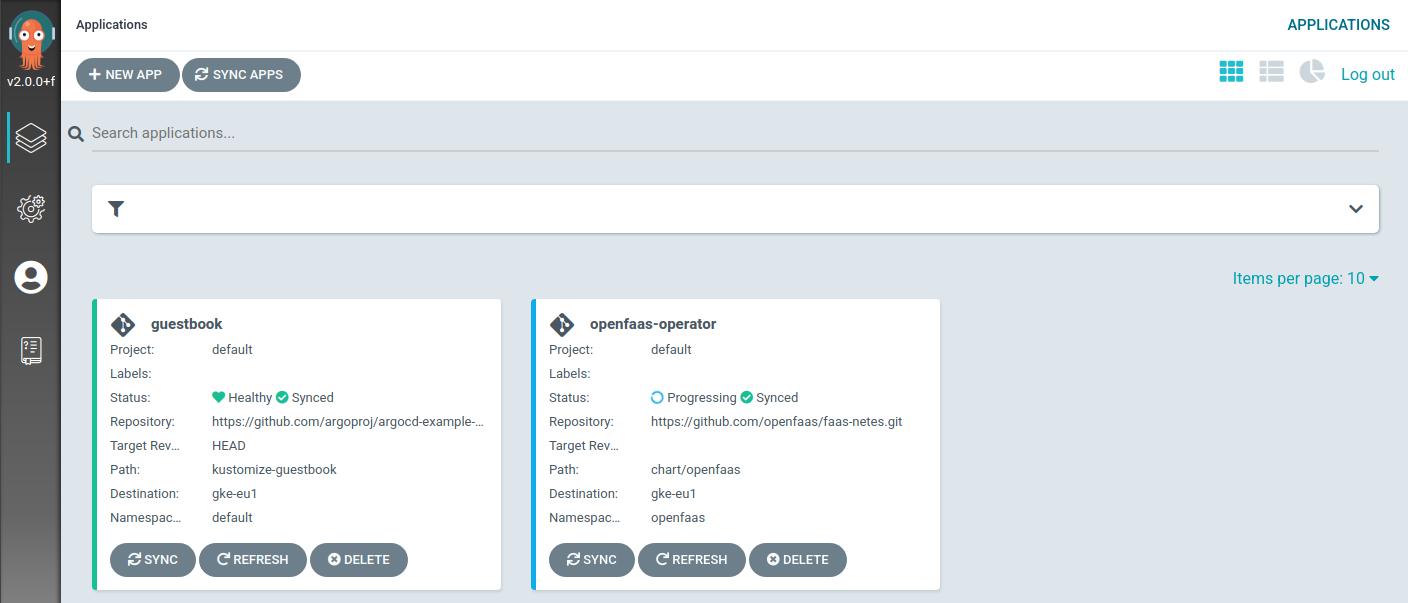 Applications
APPLICATIONS
v2.0.0+f
NEW APP
SYNC APPS
Log out
Search applications...
Items per page: 10
guestbook
Project: default
Labels:
Status: Healthy Synced
Repository: https://github.com/argoproj/argocd-example-...
Target Rev... HEAD
Path: kustomize-guestbook
Destination: gke-eu1
Namespac... default
SYNC
REFRESH
DELETE
openfaas-operator
Project: default
Labels:
Status: Progressing Synced
Repository: https://github.com/openfaas/faas-netes.git
Target Rev...
Path: chart/openfaas
Destination: gke-eu1
Namespac... openfaas
SYNC
REFRESH
DELETE